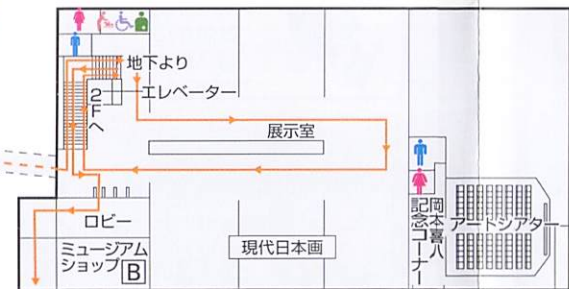 地下より
エレベーター
2Fへ
展示室
ロビー
ミュージアム
ショップ B
現代日本画
岡本喜八
記念コーナー
アートシアター